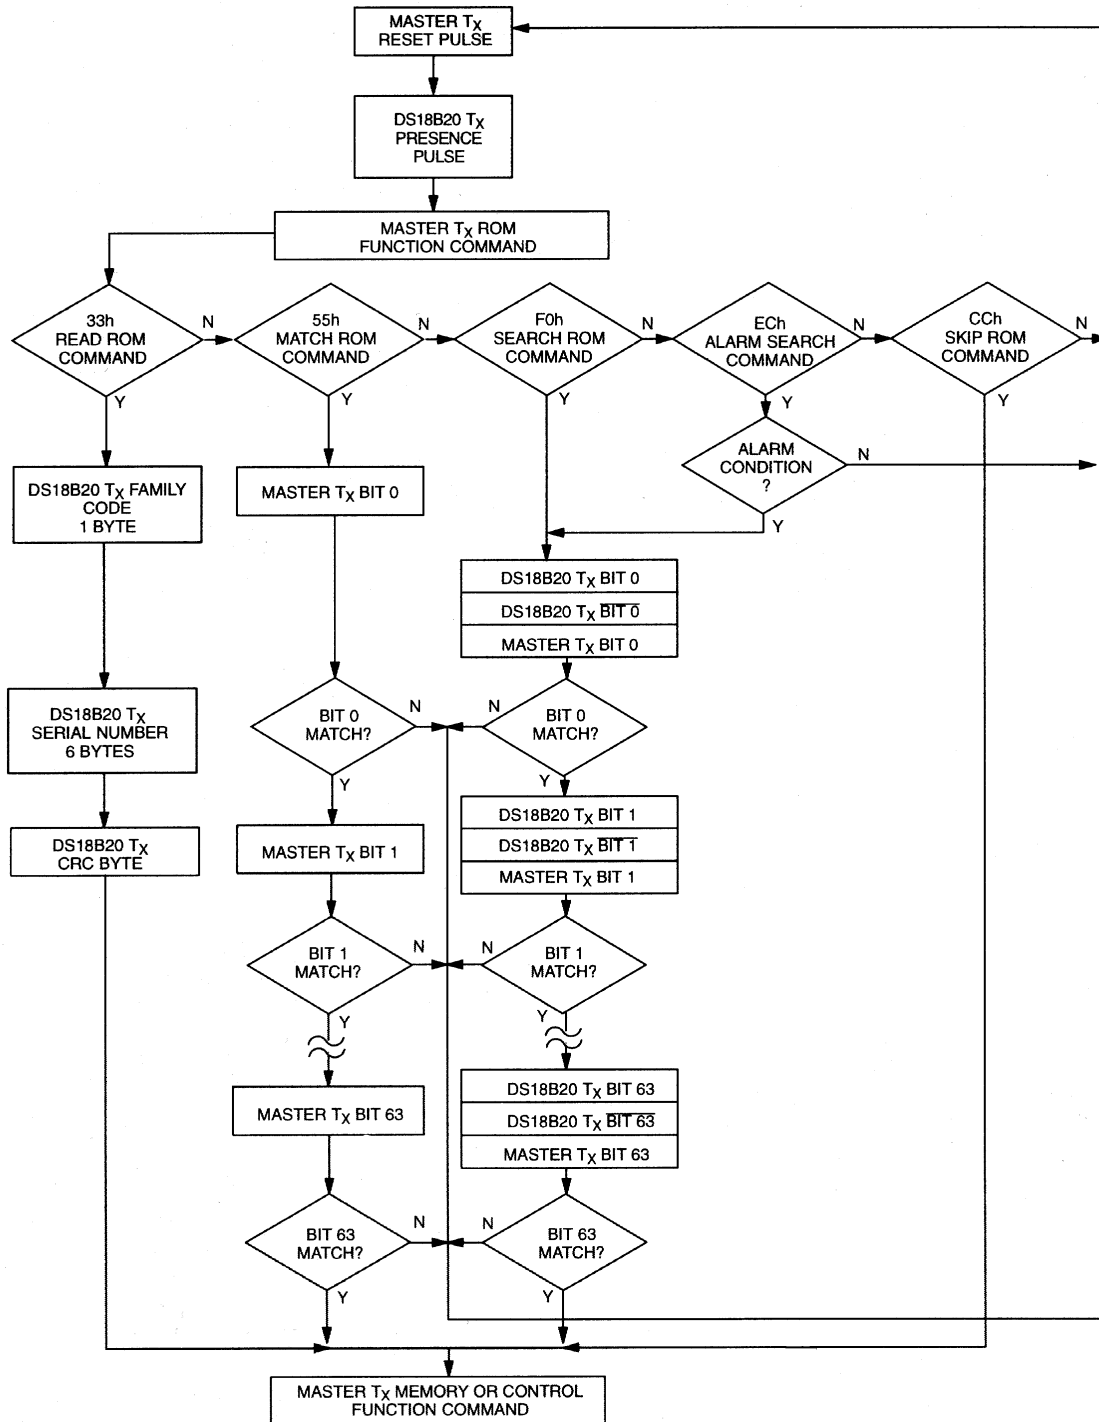 MASTER TX
RESET PULSE
DS18B20 TX
PRESENCE
PULSE
MASTER TX ROM
FUNCTION COMMAND
33h
READ ROM
COMMAND
N
Y
55h
MATCH ROM
COMMAND
N
Y
F0h
SEARCH ROM
COMMAND
N
Y
ECh
ALARM SEARCH
COMMAND
N
Y
CCh
SKIP ROM
COMMAND
N
Y
ALARM
CONDITION
?
N
Y
DS18B20 TX FAMILY
CODE
1 BYTE
MASTER TX BIT 0
DS18B20 TX BIT 0
DS18B20 TX B̅I̅T̅ ̅0̅
MASTER TX BIT 0
DS18B20 TX
SERIAL NUMBER
6 BYTES
BIT 0
MATCH?
N
Y
N
BIT 0
MATCH?
Y
DS18B20 TX
CRC BYTE
MASTER TX BIT 1
DS18B20 TX BIT 1
DS18B20 TX B̅I̅T̅ ̅1̅
MASTER TX BIT 1
BIT 1
MATCH?
N
Y
N
BIT 1
MATCH?
Y
MASTER TX BIT 63
DS18B20 TX BIT 63
DS18B20 TX B̅I̅T̅ ̅6̅3̅
MASTER TX BIT 63
BIT 63
MATCH?
N
Y
N
BIT 63
MATCH?
Y
MASTER TX MEMORY OR CONTROL
FUNCTION COMMAND